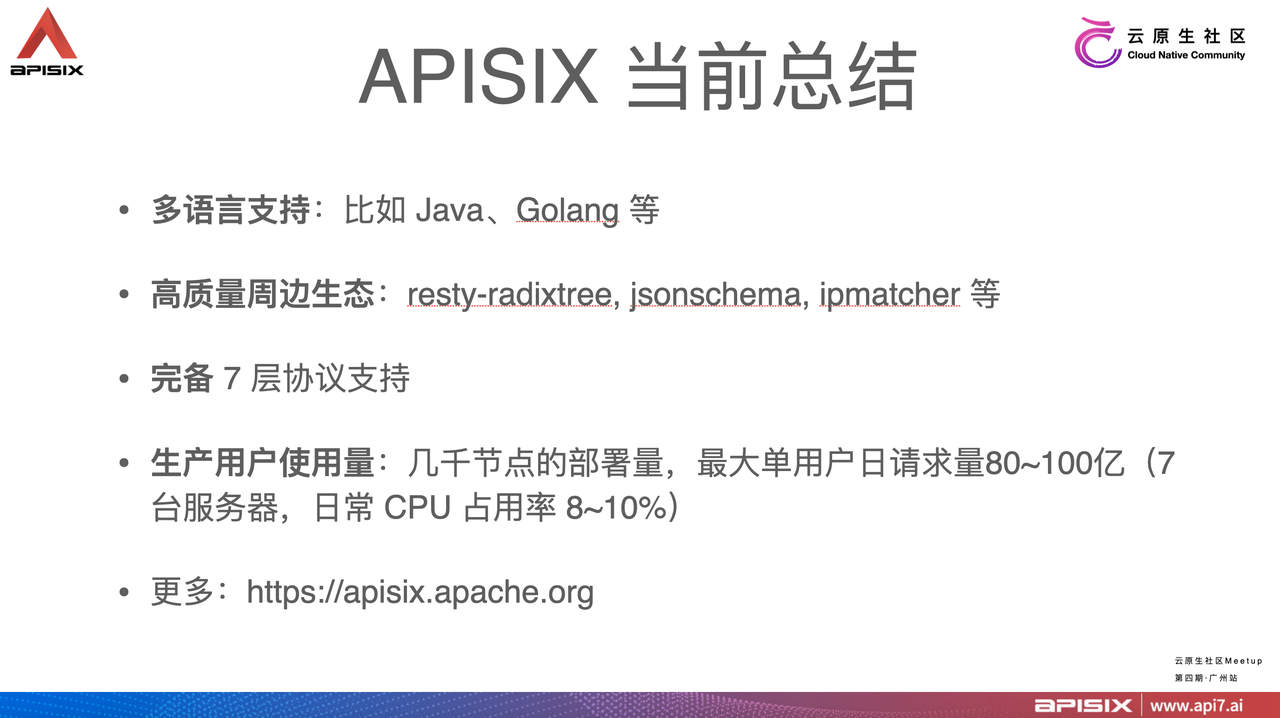 APISIX
云原生社区
Cloud Native Community
APISIX 当前总结
• 多语言支持：比如 Java、Golang 等
• 高质量周边生态：resty-radixtree, jsonschema, ipmatcher 等
• 完备 7 层协议支持
• 生产用户使用量：几千节点的部署量，最大单用户日请求量80~100亿（7
台服务器，日常 CPU 占用率 8~10%）
• 更多：https://apisix.apache.org
云原生社区Meetup
第四期·广州站
APISIX | www.api7.ai